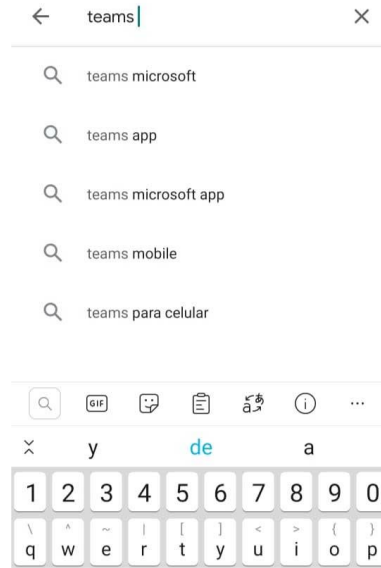 teams
teams microsoft
teams app
teams microsoft app
teams mobile
teams para celular
GIF
y de a
1 2 3 4 5 6 7 8 9 0
\ ^ ~ | [ ] < > { }
q w e r t y u i o p